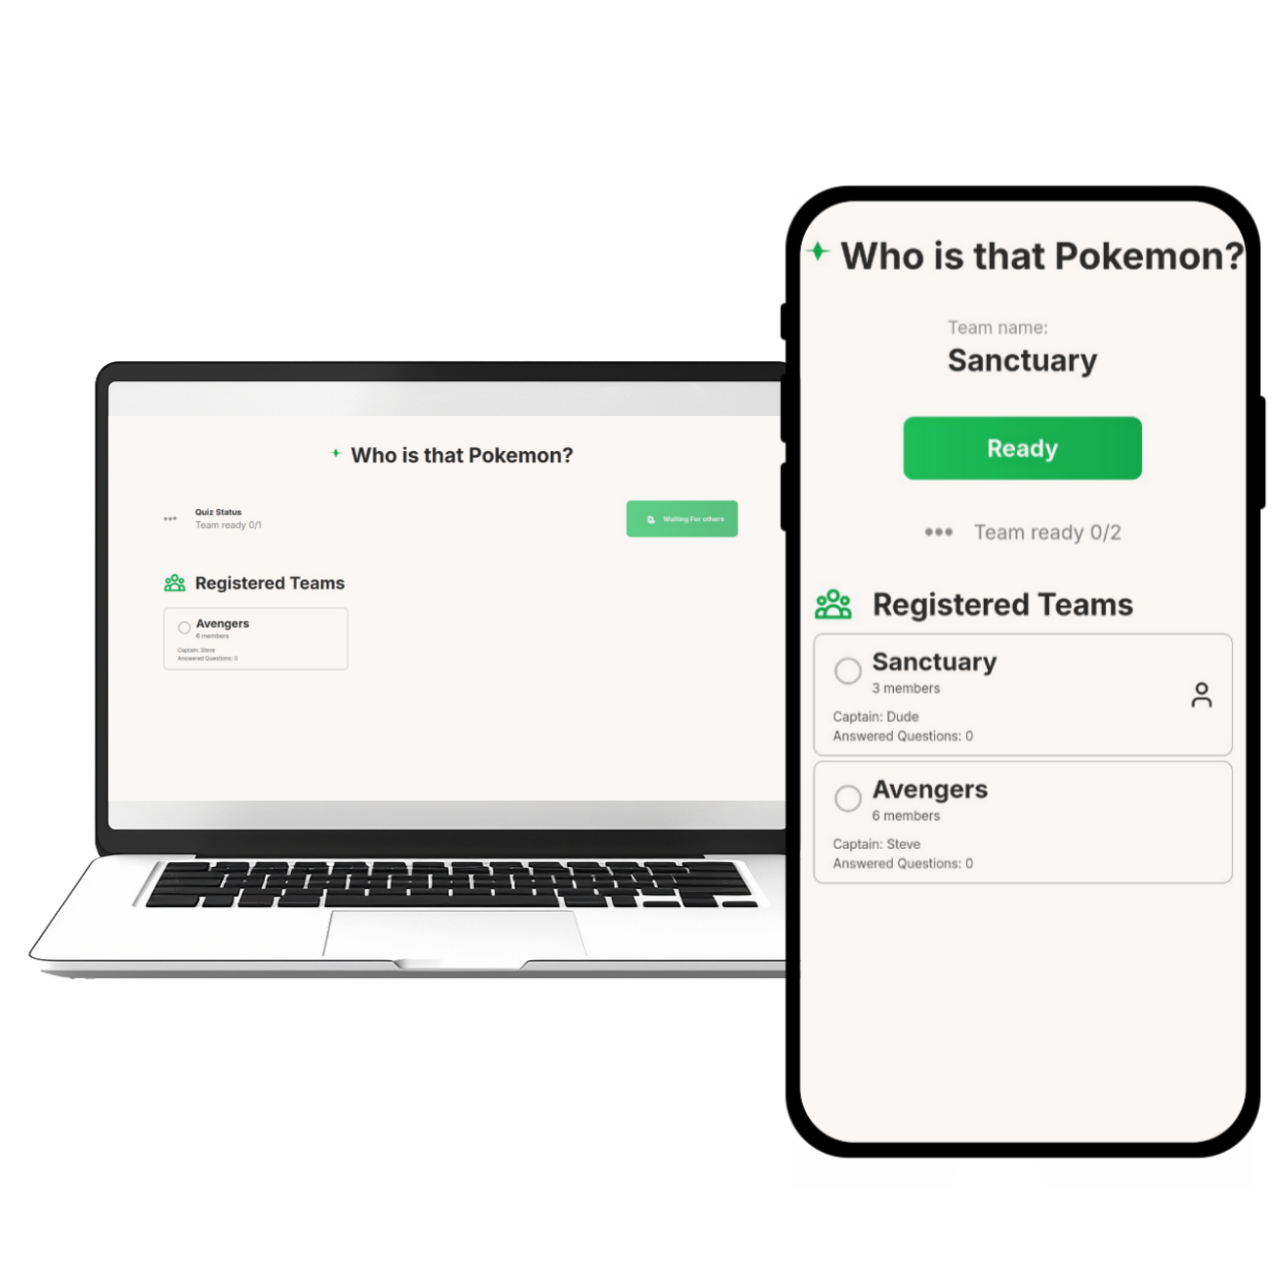 Who is that Pokemon?
Quiz Status
Team ready 0/1
Waiting For others
Registered Teams
Avengers
6 members
Captain: Steve
Answered Questions: 0
Who is that Pokemon?
Team name:
Sanctuary
Ready
Team ready 0/2
Registered Teams
Sanctuary
3 members
Captain: Dude
Answered Questions: 0
Avengers
6 members
Captain: Steve
Answered Questions: 0